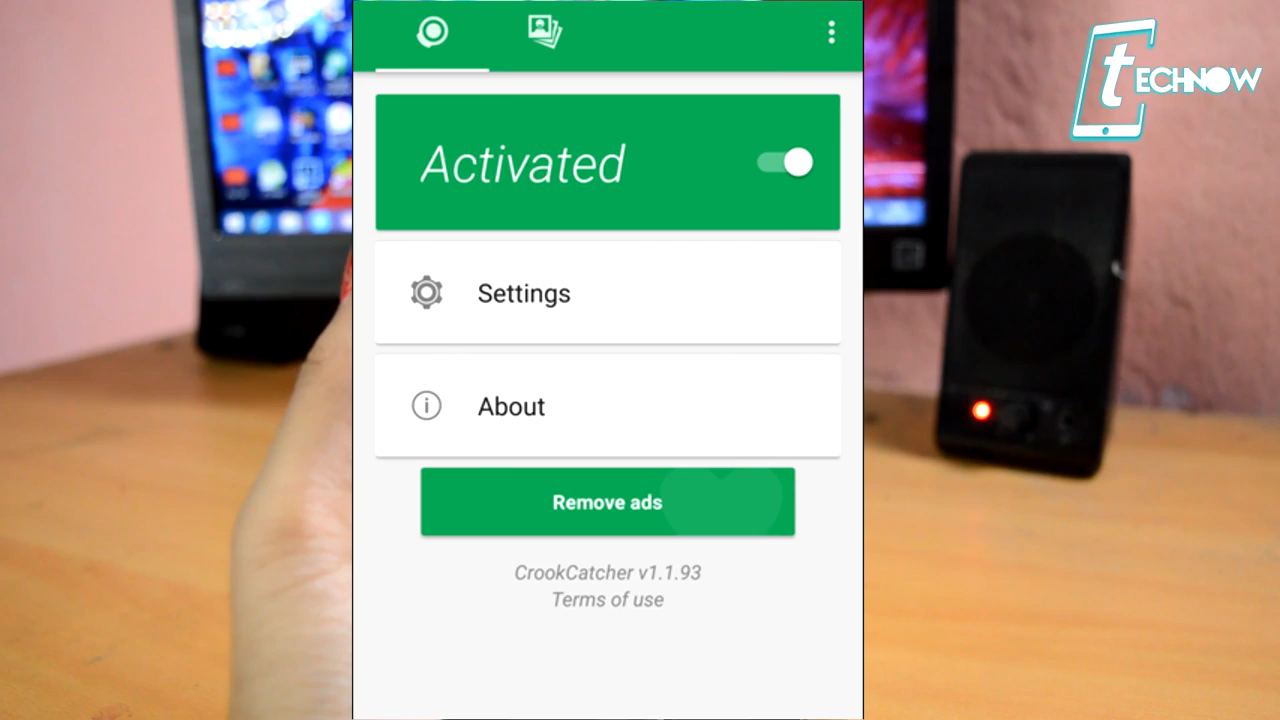 tECHNOW
Activated
Settings
About
Remove ads
CrookCatcher v1.1.93
Terms of use